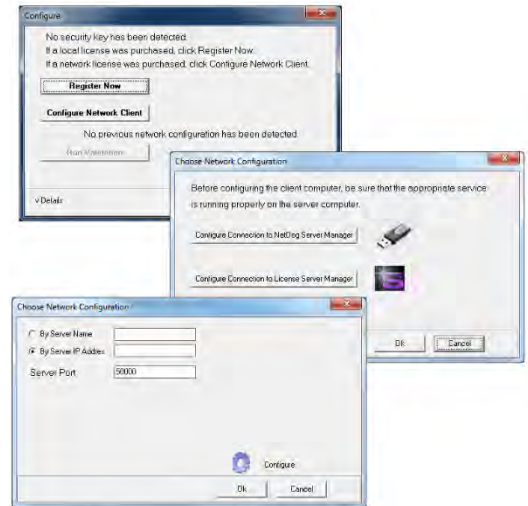 Configure
No security key has been detected.
If a local license was purchased, click Register Now.
If a network license was purchased, click Configure Network Client.
Register Now
Configure Network Client
No previous network configuration has been detected
v Details
Choose Network Configuration
Before configuring the client computer, be sure that the appropriate service
is running properly on the server computer.
Configure Connection to NetDog Server Manager
Configure Connection to License Server Manager
Ok
Cancel
Choose Network Configuration
By Server Name
By Server IP Addres
Server Port
50000
Configure
Ok
Cancel